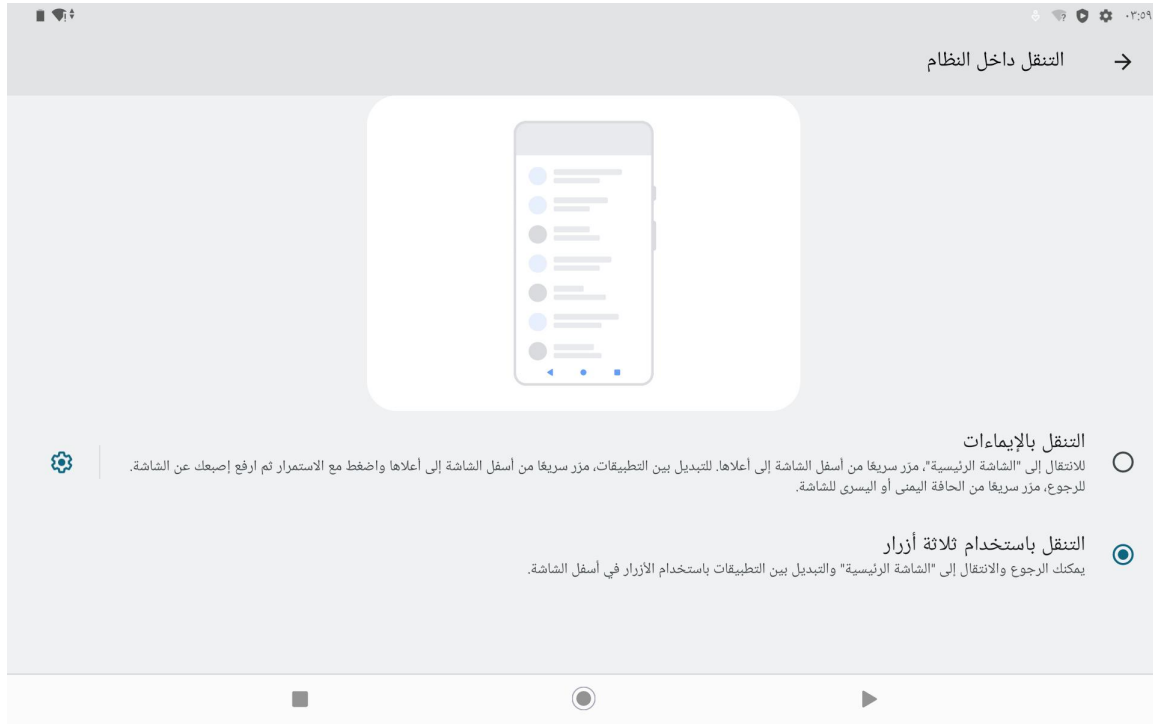 ٠٣:٥٩
التنقل داخل النظام
التنقل بالإيماءات
للانتقال إلى "الشاشة الرئيسية"، مرّر سريعًا من أسفل الشاشة إلى أعلاها. للتبديل بين التطبيقات، مرّر سريعًا من أسفل الشاشة إلى أعلاها واضغط مع الاستمرار ثم ارفع إصبعك عن الشاشة.
للرجوع، مرّر سريعًا من الحافة اليمنى أو اليسرى للشاشة.
التنقل باستخدام ثلاثة أزرار
يمكنك الرجوع والانتقال إلى "الشاشة الرئيسية" والتبديل بين التطبيقات باستخدام الأزرار في أسفل الشاشة.